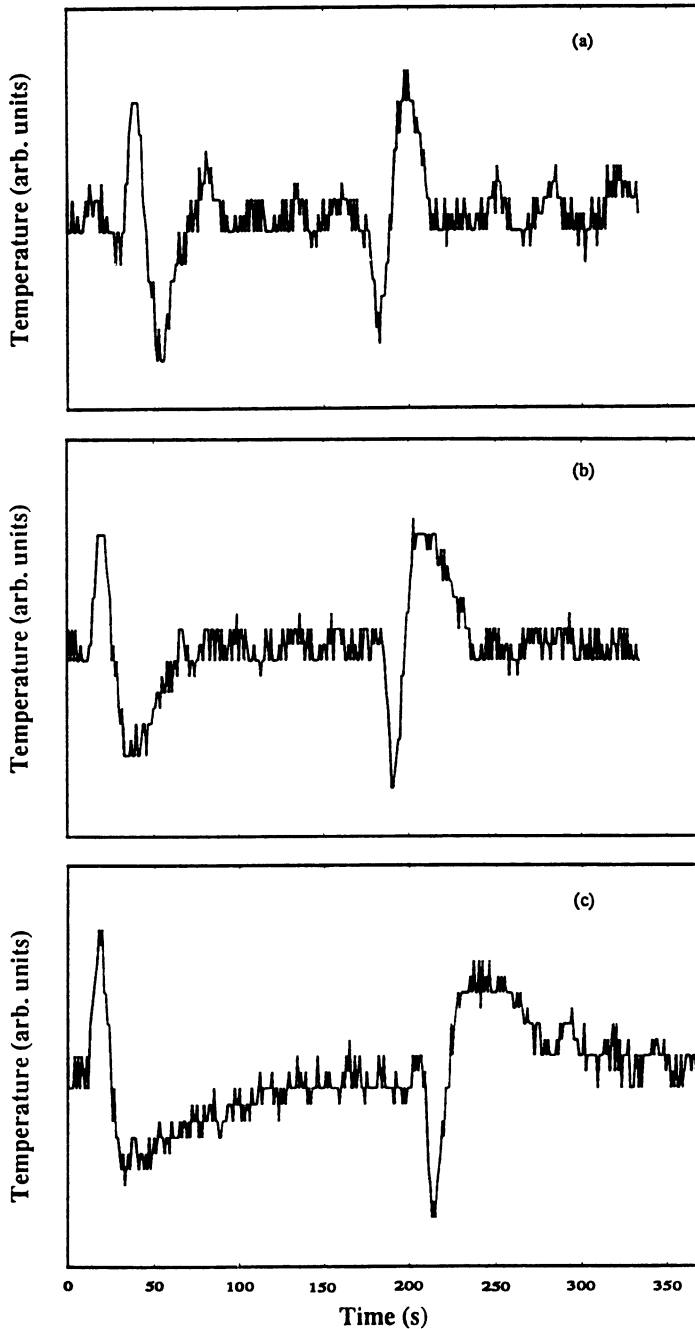 (a)
Temperature (arb. units)
(b)
Temperature (arb. units)
(c)
Temperature (arb. units)
0 50 100 150 200 250 300 350
Time (s)